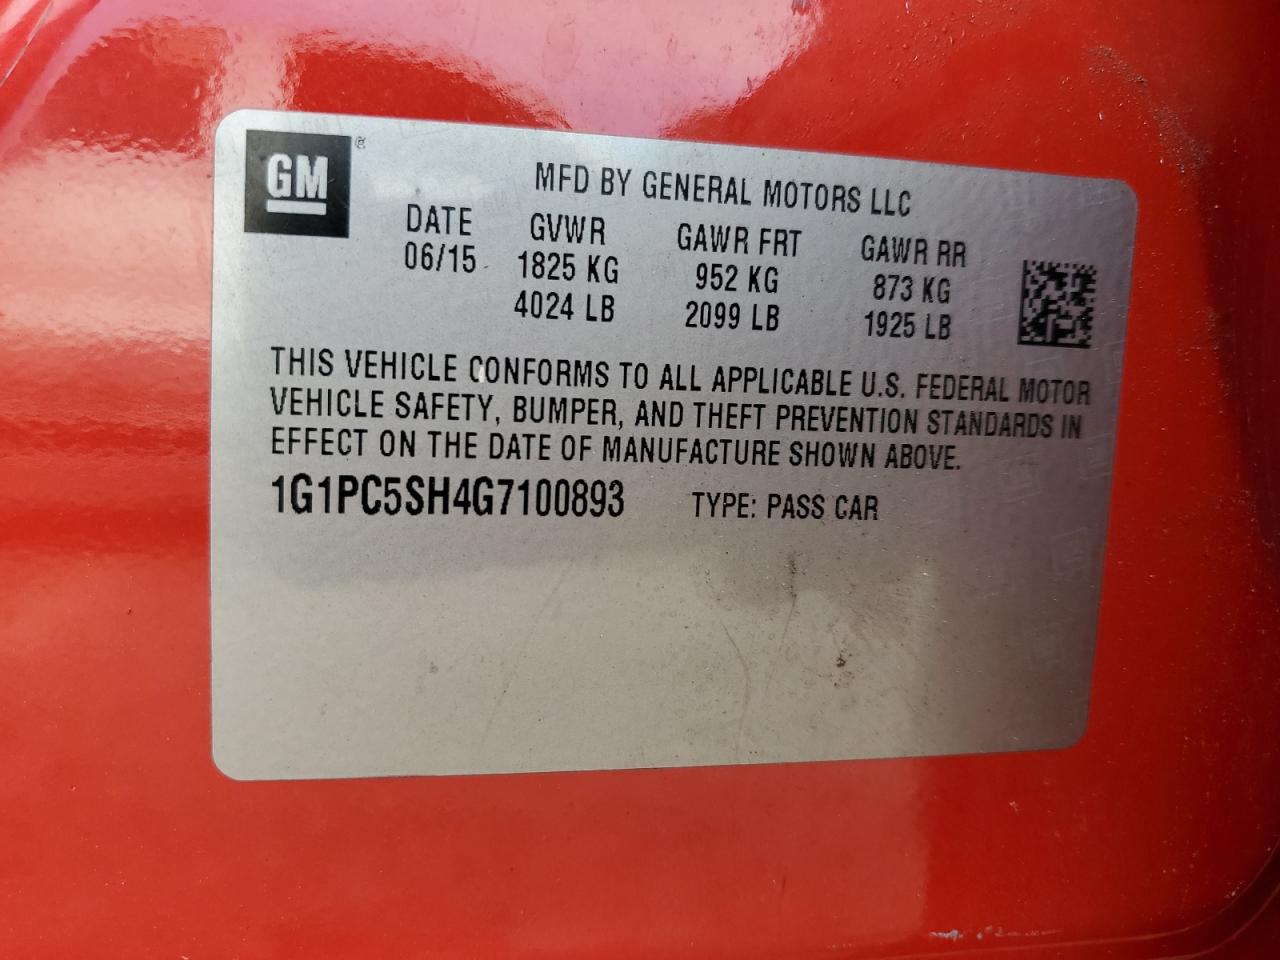 GM ®
MFD BY GENERAL MOTORS LLC
DATE GVWR GAWR FRT GAWR RR
06/15 1825 KG 952 KG 873 KG
4024 LB 2099 LB 1925 LB
THIS VEHICLE CONFORMS TO ALL APPLICABLE U.S. FEDERAL MOTOR
VEHICLE SAFETY, BUMPER, AND THEFT PREVENTION STANDARDS IN
EFFECT ON THE DATE OF MANUFACTURE SHOWN ABOVE.
1G1PC5SH4G7100893 TYPE: PASS CAR